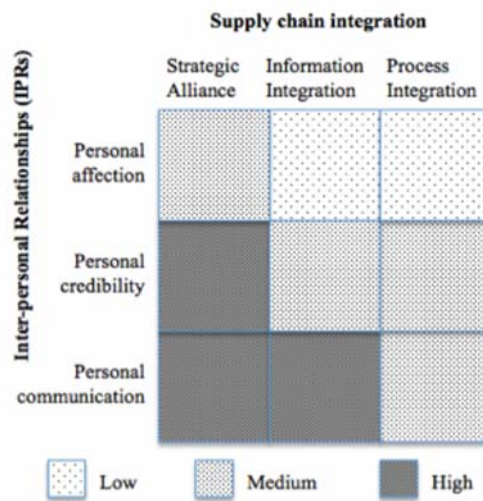 Supply chain integration
Strategic Alliance
Information Integration
Process Integration
Inter-personal Relationships (IPRs)
Personal affection
Personal credibility
Personal communication
Low
Medium
High